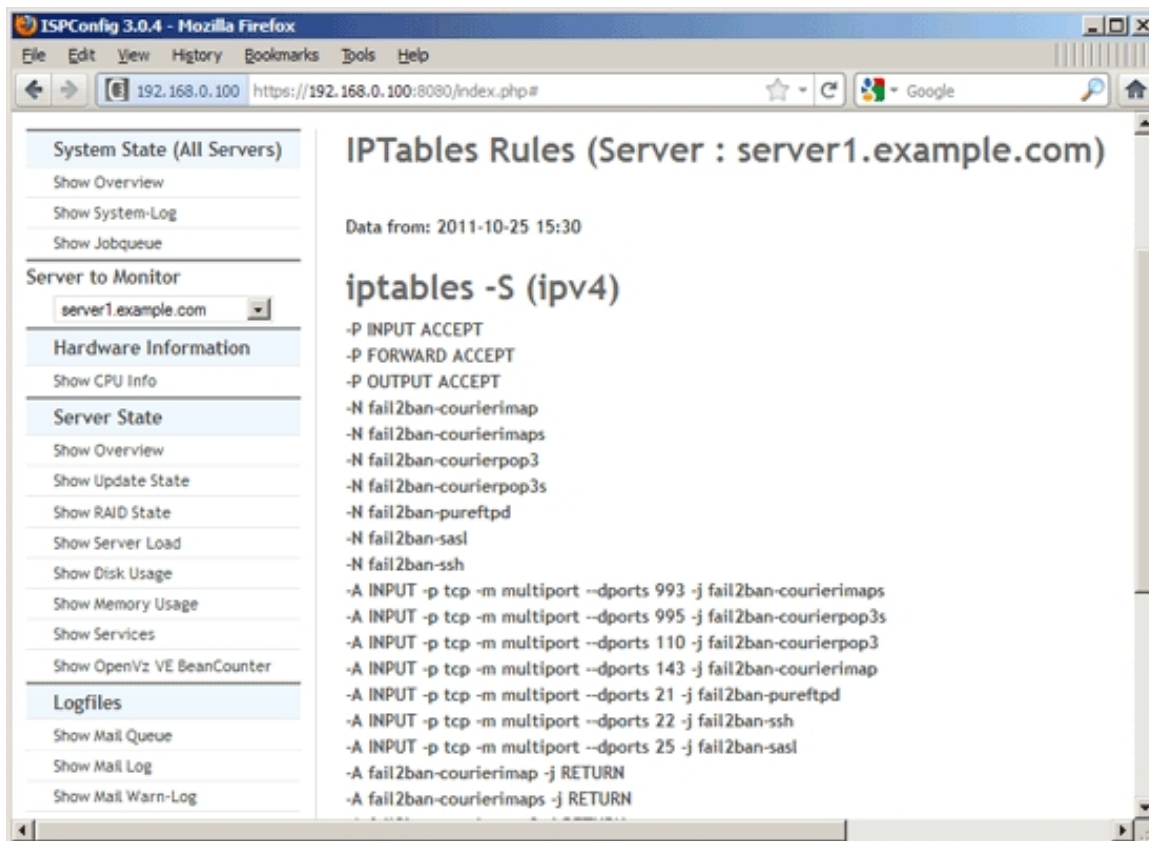 ISPConfig 3.0.4 - Mozilla Firefox
File Edit View History Bookmarks Tools Help
192.168.0.100 https://192.168.0.100:8080/index.php# Google
System State (All Servers)
Show Overview
Show System-Log
Show Jobqueue
Server to Monitor
server1.example.com
Hardware Information
Show CPU Info
Server State
Show Overview
Show Update State
Show RAID State
Show Server Load
Show Disk Usage
Show Memory Usage
Show Services
Show OpenVz VE BeanCounter
Logfiles
Show Mail Queue
Show Mail Log
Show Mail Warn-Log
IPTables Rules (Server : server1.example.com)
Data from: 2011-10-25 15:30
iptables -S (ipv4)
-P INPUT ACCEPT
-P FORWARD ACCEPT
-P OUTPUT ACCEPT
-N fail2ban-courierimap
-N fail2ban-courierimaps
-N fail2ban-courierpop3
-N fail2ban-courierpop3s
-N fail2ban-pureftpd
-N fail2ban-sasl
-N fail2ban-ssh
-A INPUT -p tcp -m multiport --dports 993 -j fail2ban-courierimaps
-A INPUT -p tcp -m multiport --dports 995 -j fail2ban-courierpop3s
-A INPUT -p tcp -m multiport --dports 110 -j fail2ban-courierpop3
-A INPUT -p tcp -m multiport --dports 143 -j fail2ban-courierimap
-A INPUT -p tcp -m multiport --dports 21 -j fail2ban-pureftpd
-A INPUT -p tcp -m multiport --dports 22 -j fail2ban-ssh
-A INPUT -p tcp -m multiport --dports 25 -j fail2ban-sasl
-A fail2ban-courierimap -j RETURN
-A fail2ban-courierimaps -j RETURN